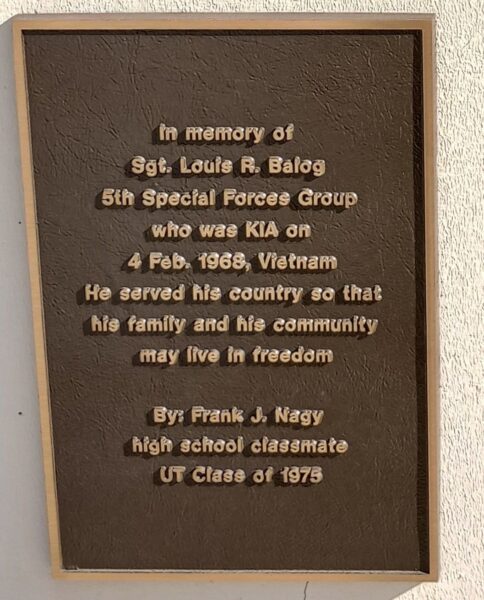 In memory of
Sgt. Louis R. Balog
5th Special Forces Group
who was KIA on
4 Feb. 1968, Vietnam
He served his country so that
his family and his community
may live in freedom
By: Frank J. Nagy
high school classmate
UT Class of 1975